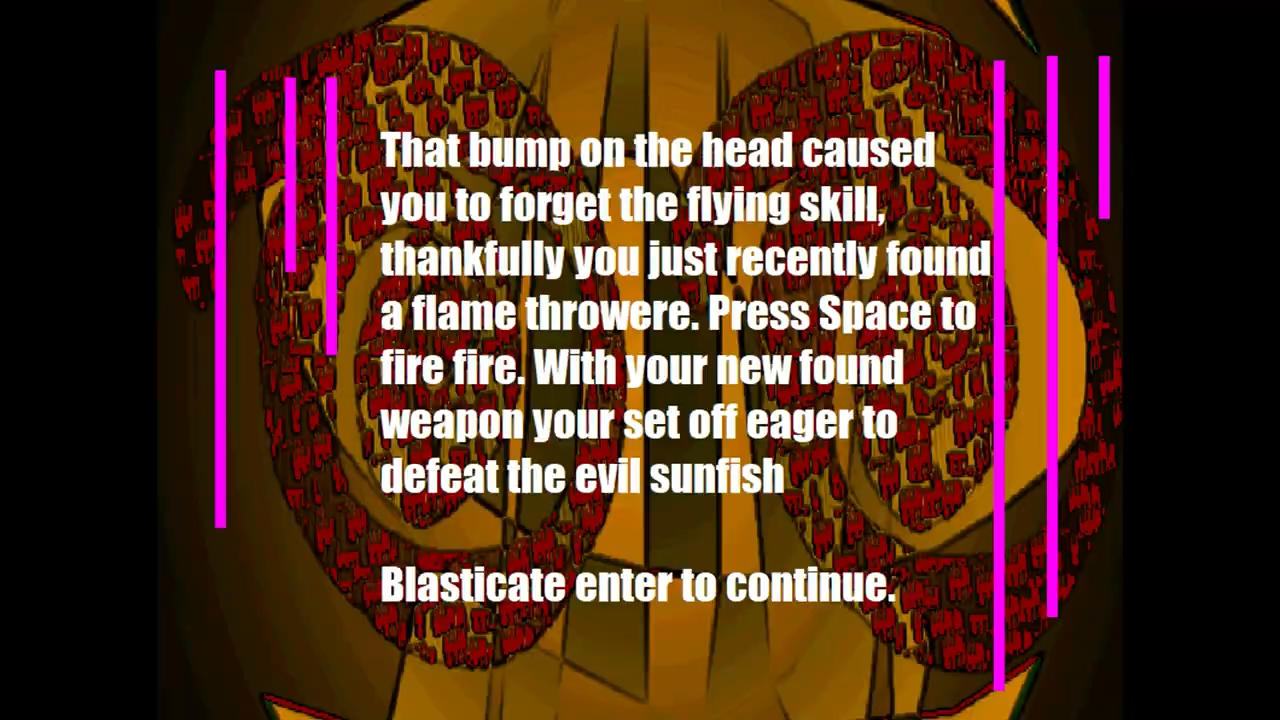 That bump on the head caused
you to forget the flying skill,
thankfully you just recently found
a flame throwere. Press Space to
fire fire. With your new found
weapon your set off eager to
defeat the evil sunfish
Blasticate enter to continue.